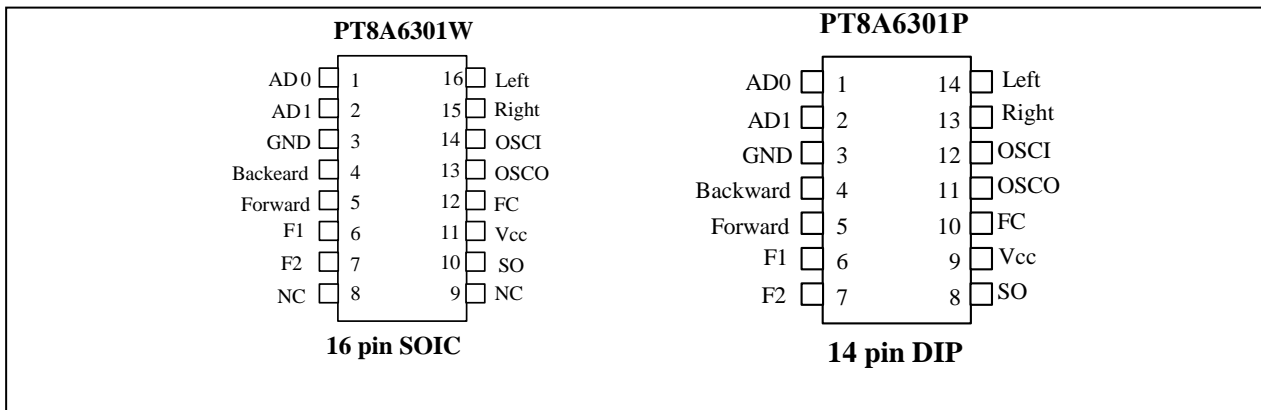 PT8A6301W
AD0 1 16 Left
AD1 2 15 Right
GND 3 14 OSCI
Backeard 4 13 OSCO
Forward 5 12 FC
F1 6 11 Vcc
F2 7 10 SO
NC 8 9 NC
16 pin SOIC
PT8A6301P
AD0 1 14 Left
AD1 2 13 Right
GND 3 12 OSCI
Backward 4 11 OSCO
Forward 5 10 FC
F1 6 9 Vcc
F2 7 8 SO
14 pin DIP